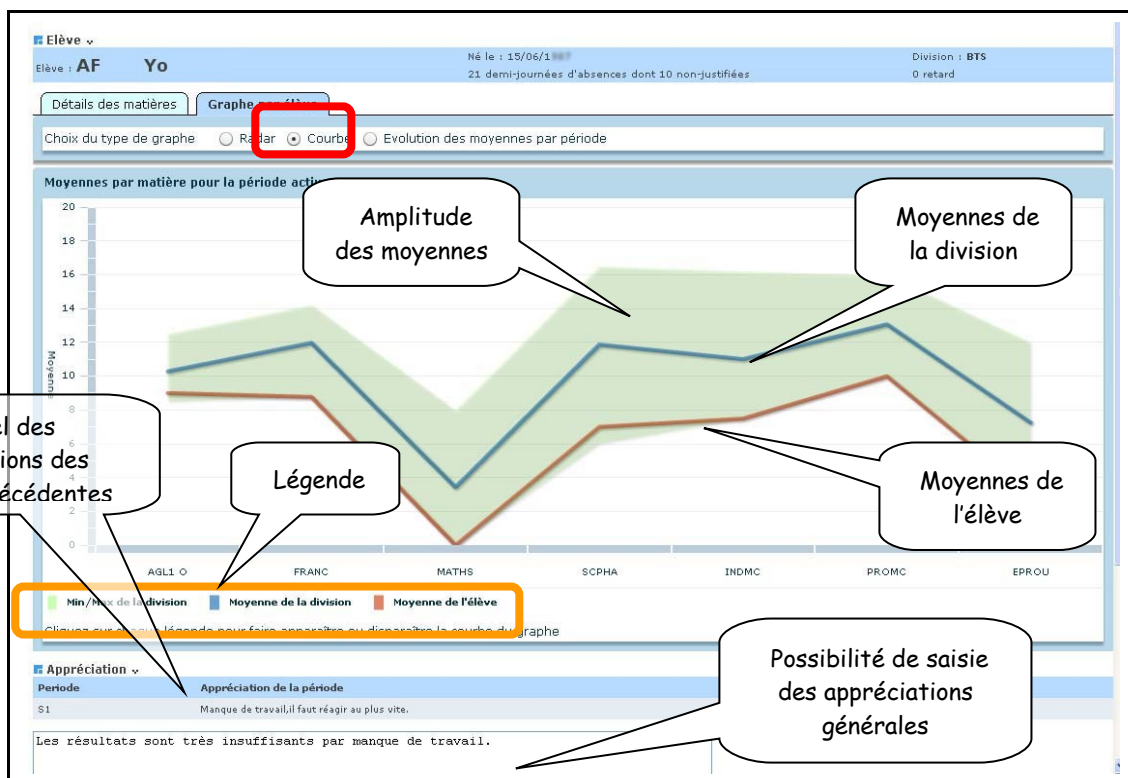 Elève
Elève : AF Yo
Né le : 15/06/1
21 demi-journées d'absences dont 10 non-justifiées
Division : BTS
0 retard
Détails des matières
Graphe par élève
Choix du type de graphe Radar Courbe Evolution des moyennes par période
Moyennes par matière pour la période
Amplitude
des moyennes
Moyennes de
la division
20
18
16
14
12
10
8
6
4
2
0
Moyenne
des
des
Légende
Moyennes de
l'élève
AGL1 O FRANC MATHS SCPHA INDMC PROMC EPROU
Min/Max de la division Moyenne de la division Moyenne de l'élève
Cliquez sur chaque légende pour faire apparaître ou disparaître la courbe du graphe
Possibilité de saisie
des appréciations
générales
Appréciation
Periode Appréciation de la période
S1 Manque de travail,il faut réagir au plus vite.
Les résultats sont très insuffisants par manque de travail.